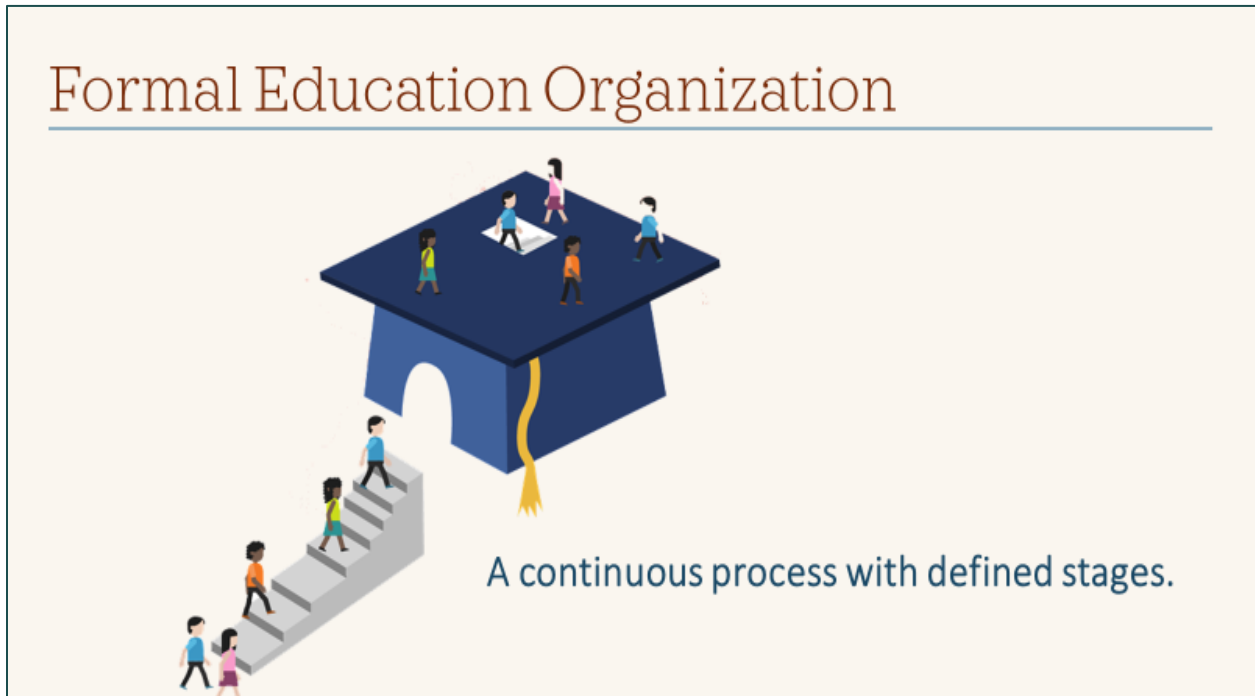 Formal Education Organization
A continuous process with defined stages.